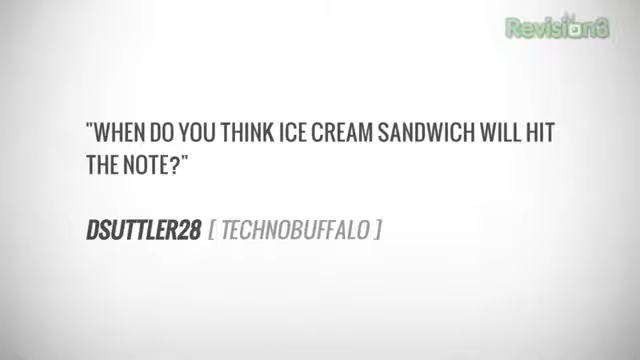 Revision3
"WHEN DO YOU THINK ICE CREAM SANDWICH WILL HIT
THE NOTE?"
DSUTTLER28 [ TECHNOBUFFALO ]